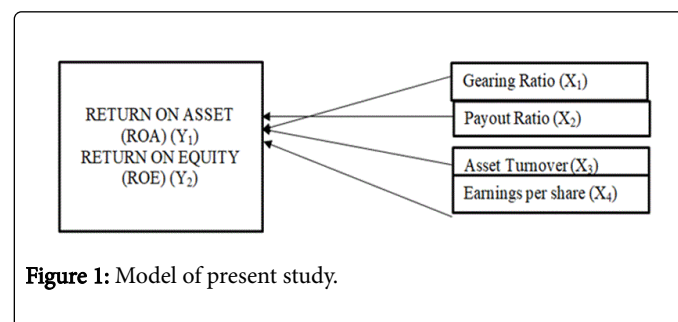 RETURN ON ASSET
(ROA) (Y₁)
RETURN ON EQUITY
(ROE) (Y₂)
Gearing Ratio (X₁)
Payout Ratio (X₂)
Asset Turnover (X₃)
Earnings per share (X₄)
Figure 1: Model of present study.